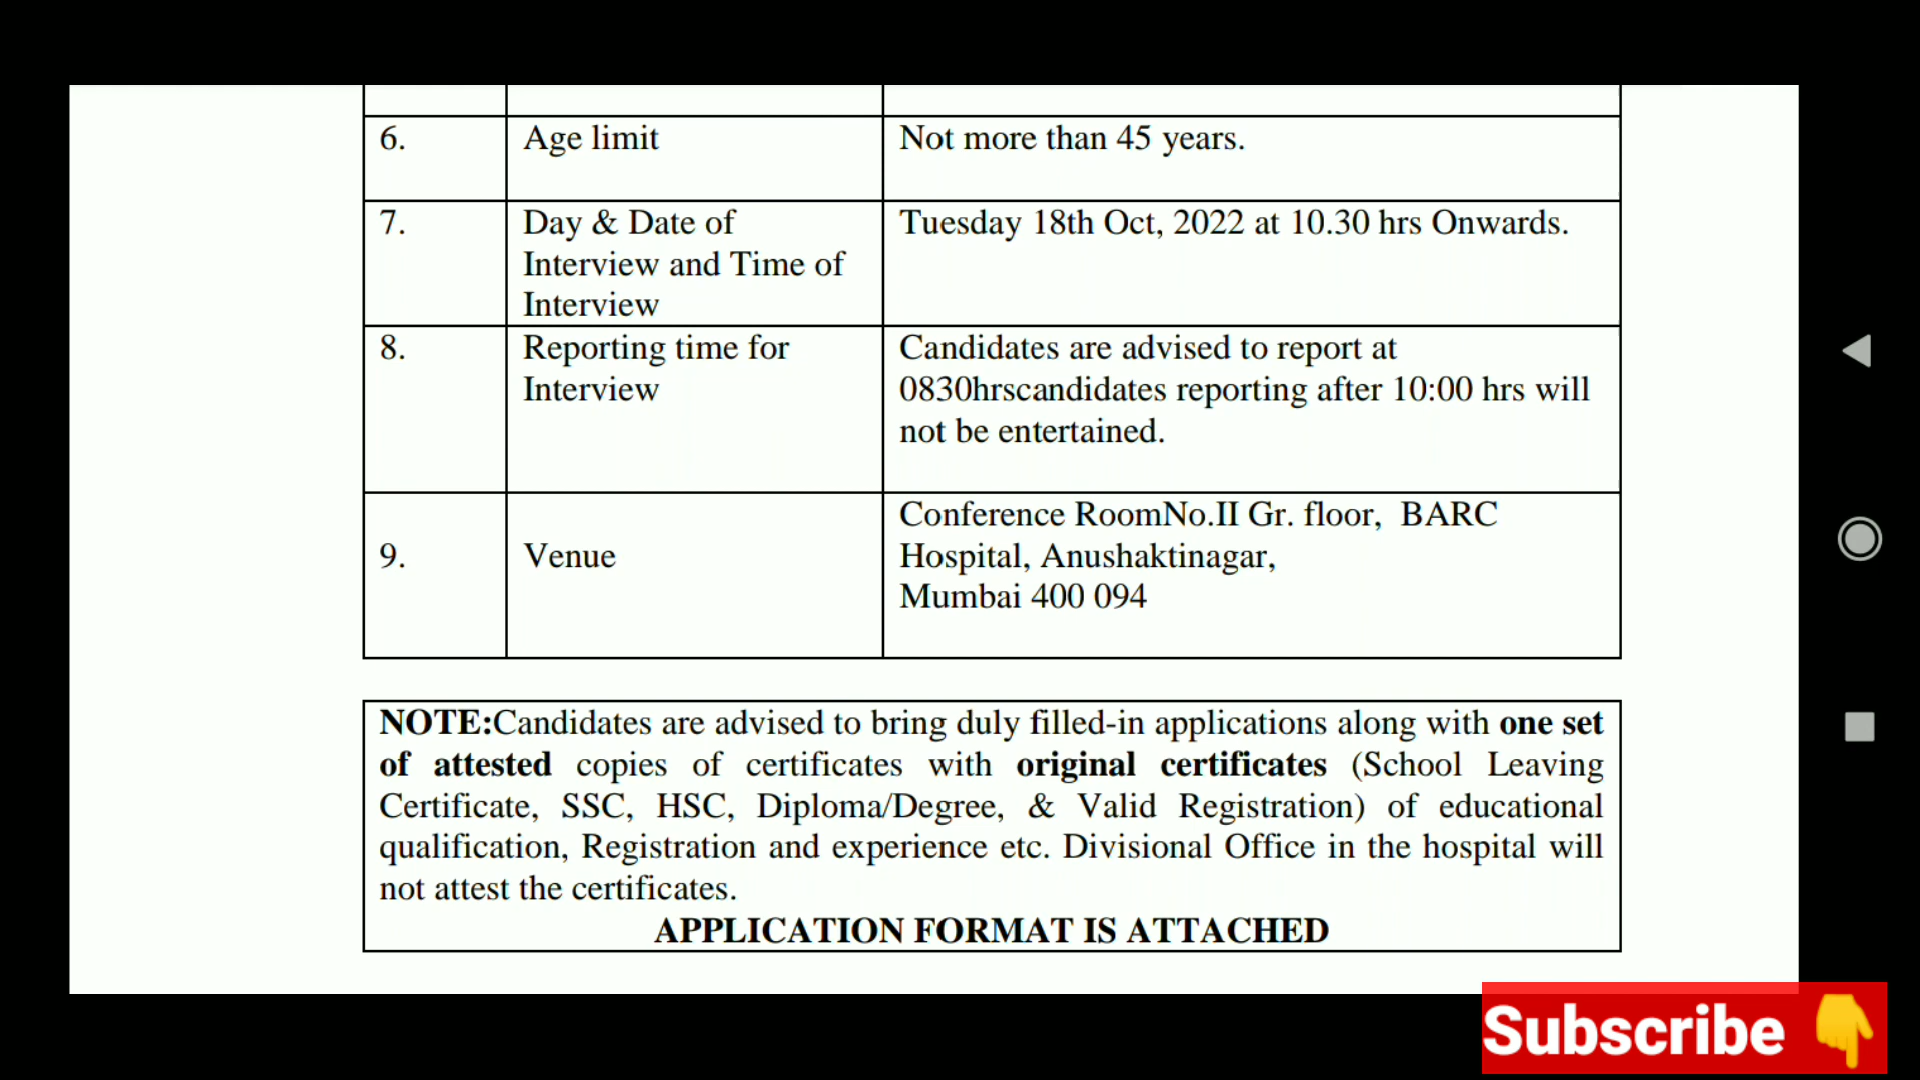 6. Age limit Not more than 45 years.
7. Day & Date of Tuesday 18th Oct, 2022 at 10.30 hrs Onwards.
Interview and Time of
Interview
8. Reporting time for Candidates are advised to report at
Interview 0830hrscandidates reporting after 10:00 hrs will
not be entertained.
Conference RoomNo.II Gr. floor, BARC
9. Venue Hospital, Anushaktinagar,
Mumbai 400 094
NOTE:Candidates are advised to bring duly filled-in applications along with one set
of attested copies of certificates with original certificates (School Leaving
Certificate, SSC, HSC, Diploma/Degree, & Valid Registration) of educational
qualification, Registration and experience etc. Divisional Office in the hospital will
not attest the certificates.
APPLICATION FORMAT IS ATTACHED
Subscribe